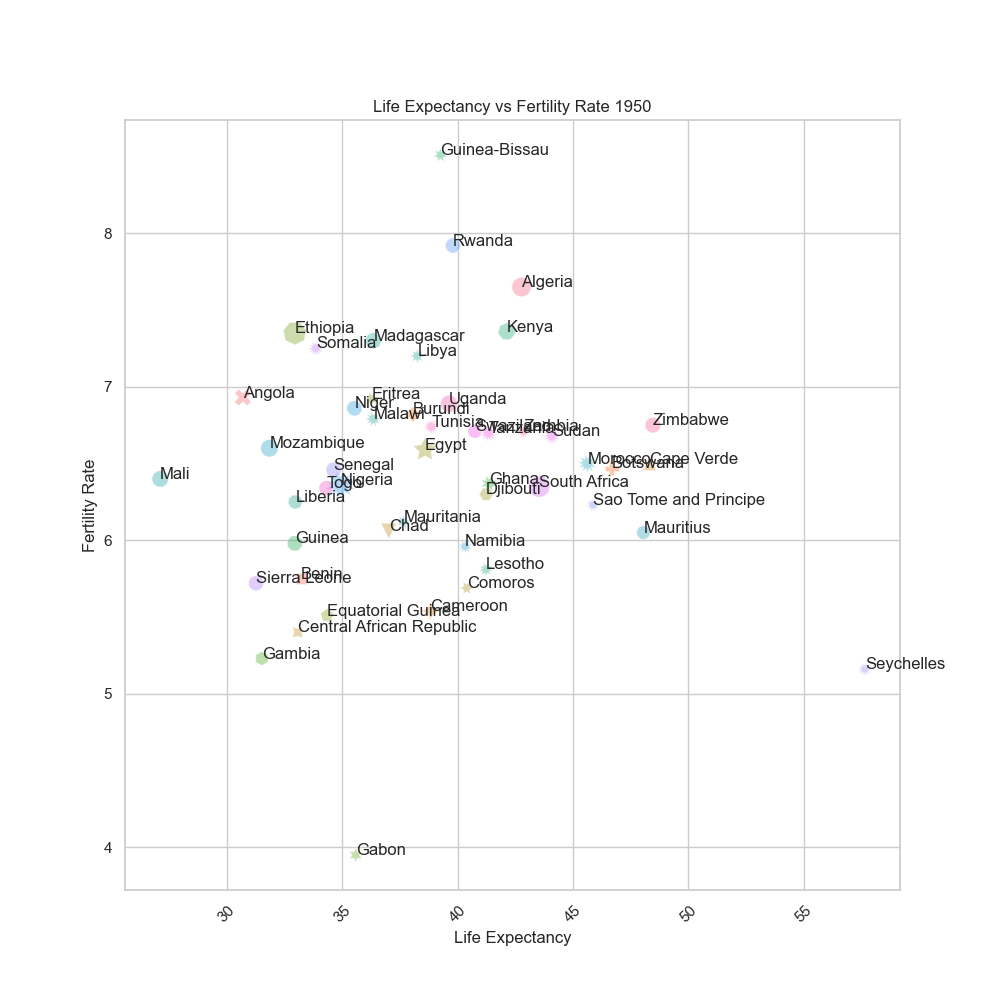 Life Expectancy vs Fertility Rate 1950
Guinea-Bissau
8
Rwanda
Algeria
Ethiopia
Kenya
Madagascar
Somalia
Libya
7
Angola
Eritrea
Uganda
Niger
Burundi
Malawi
Tunisia
Swaziland
Tanzania
Zambia
Sudan
Zimbabwe
Mozambique
Egypt
Senegal
Morocco
Cape Verde
Botswana
Mali
Nigeria
Togo
Ghana
South Africa
Djibouti
Liberia
Sao Tome and Principe
Mauritania
Chad
Mauritius
6
Guinea
Namibia
Benin
Sierra Leone
Lesotho
Comoros
Equatorial Guinea
Cameroon
Central African Republic
Gambia
Seychelles
5
Gabon
4
Fertility Rate
30
35
40
45
50
55
Life Expectancy